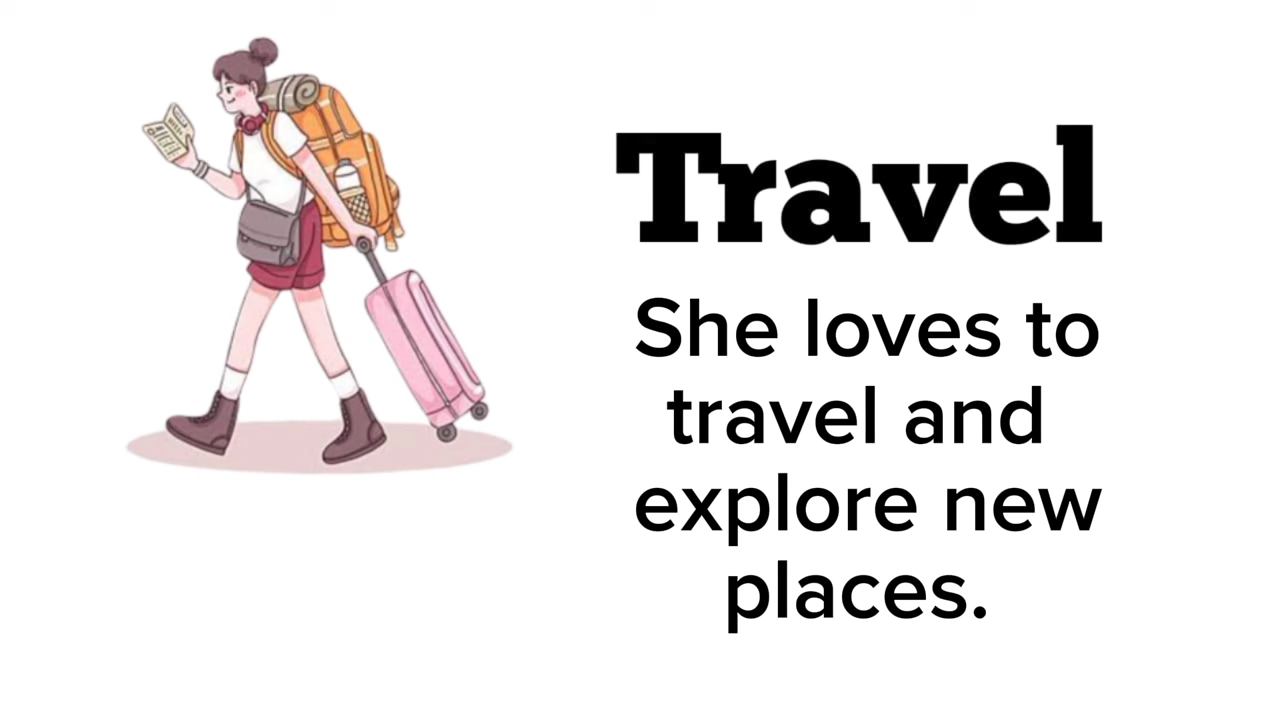 Travel
She loves to
travel and
explore new
places.